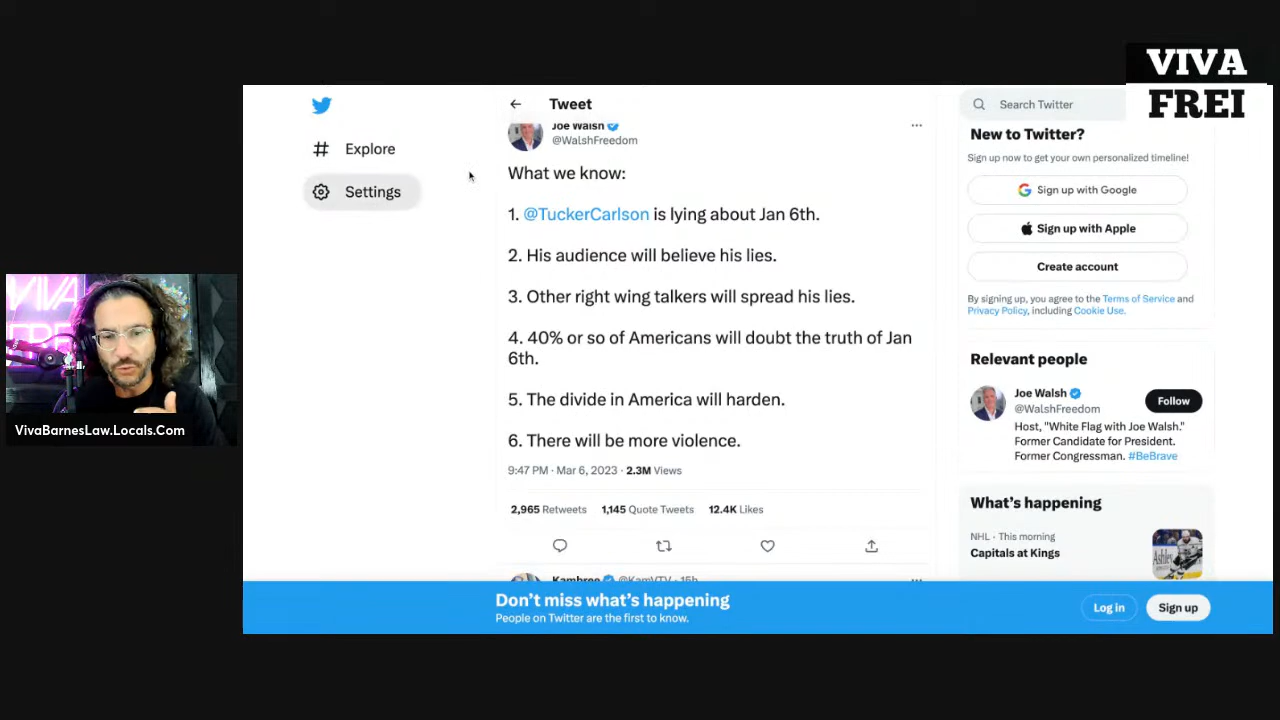 VIVA
FREI
Tweet
Search Twitter
Joe Walsh
@WalshFreedom
Explore
Settings
What we know:
1. @TuckerCarlson is lying about Jan 6th.
2. His audience will believe his lies.
3. Other right wing talkers will spread his lies.
4. 40% or so of Americans will doubt the truth of Jan
6th.
5. The divide in America will harden.
6. There will be more violence.
9:47 PM · Mar 6, 2023 · 2.3M Views
2,965 Retweets 1,145 Quote Tweets 12.4K Likes
Kambree @KamVTV · 15h
New to Twitter?
Sign up now to get your own personalized timeline!
Sign up with Google
Sign up with Apple
Create account
By signing up, you agree to the Terms of Service and
Privacy Policy, including Cookie Use.
Relevant people
Joe Walsh
@WalshFreedom
Follow
Host, "White Flag with Joe Walsh."
Former Candidate for President.
Former Congressman. #BeBrave
What's happening
NHL · This morning
Capitals at Kings
Don't miss what's happening
People on Twitter are the first to know.
Log in
Sign up
VIVA
FREI
VivaBarnesLaw.Locals.Com